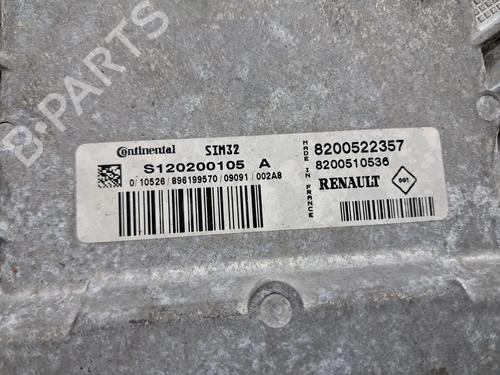 B-PARTS
Continental SIM32
S120200105 A
0/10526/896199570/09091/002A8
MADE IN FRANCE
8200522357
8200510536
RENAULT 001